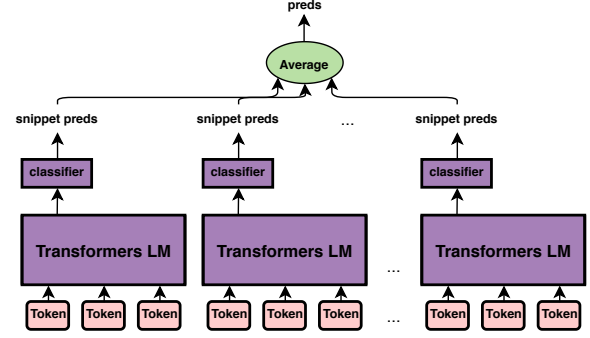 preds
Average
snippet preds snippet preds ... snippet preds
classifier classifier classifier
Transformers LM Transformers LM ... Transformers LM
Token Token Token Token Token Token ... Token Token Token